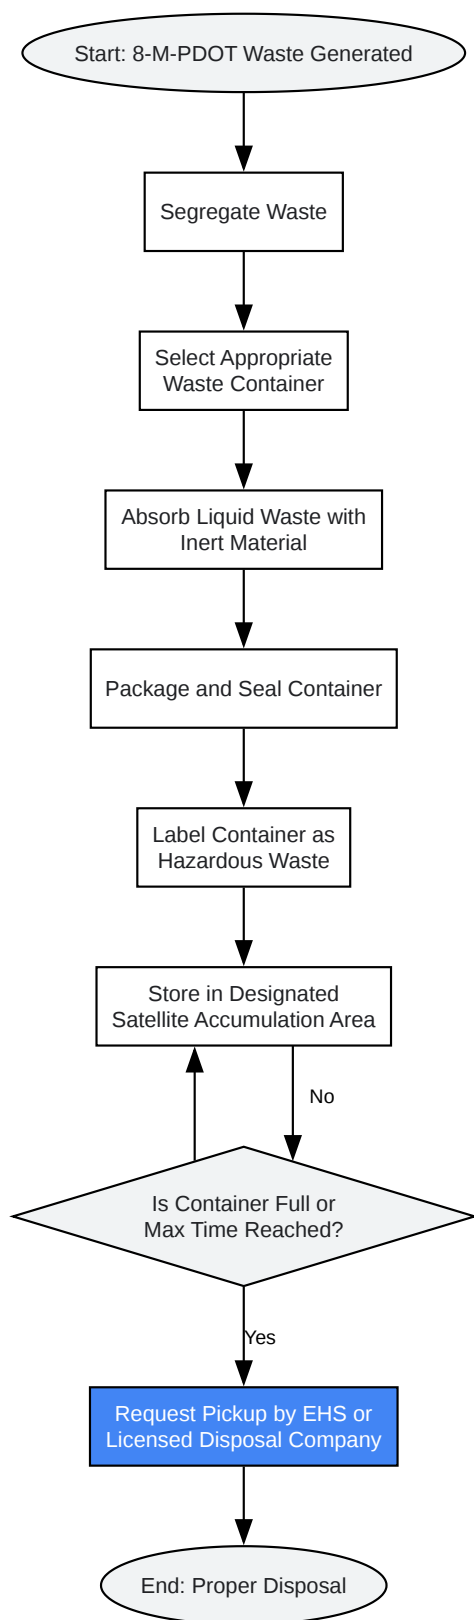 Start: 8-M-PDOT Waste Generated
Segregate Waste
Select Appropriate
Waste Container
Absorb Liquid Waste with
Inert Material
Package and Seal Container
Label Container as
Hazardous Waste
Store in Designated
Satellite Accumulation Area
No
Is Container Full or
Max Time Reached?
Yes
Request Pickup by EHS or
Licensed Disposal Company
End: Proper Disposal